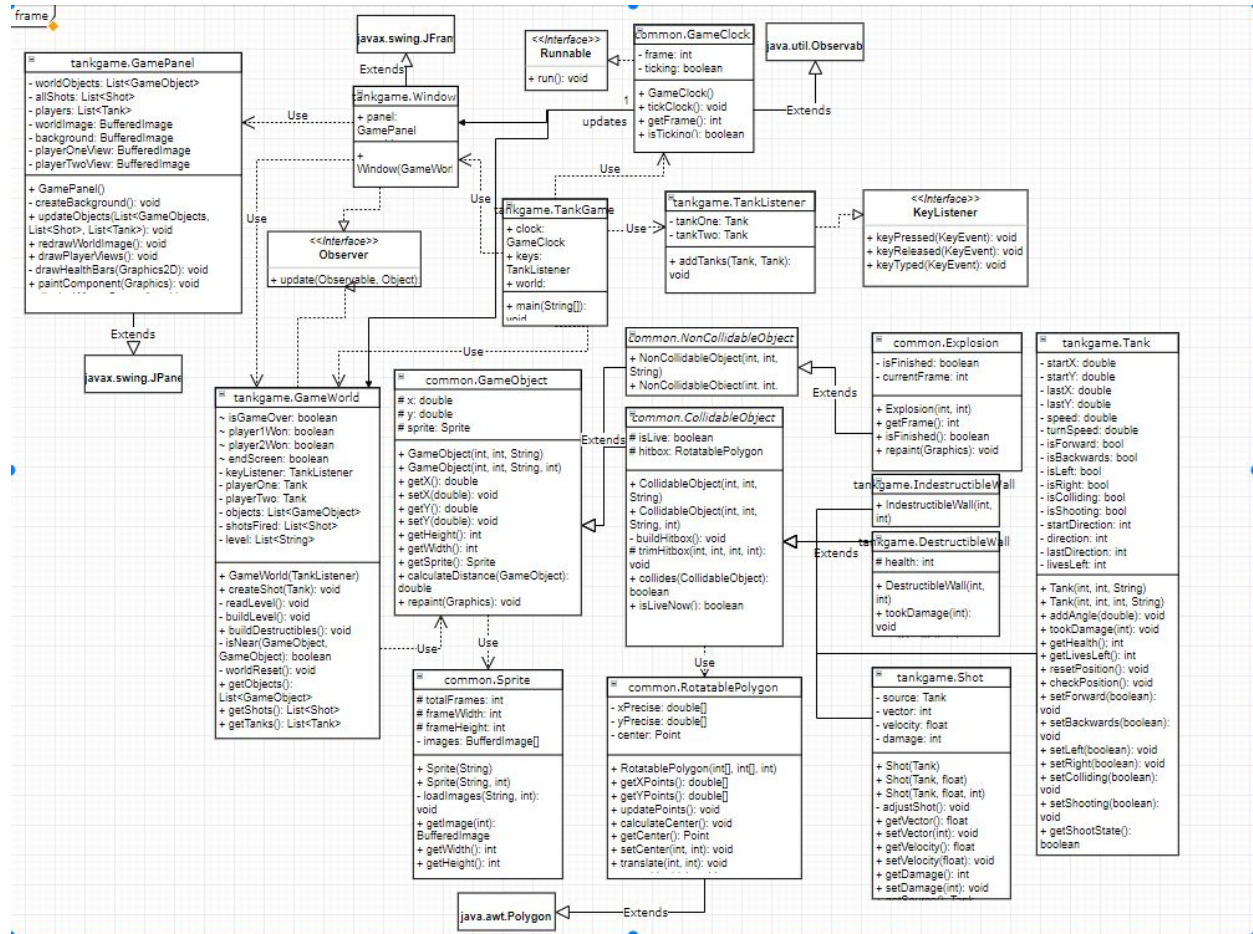 frame
tankgame.GamePanel
- worldObjects: List<GameObject>
- allShots: List<Shot>
- players: List<Tank>
- worldImage: BufferedImage
- background: BufferedImage
- playerOneView: BufferedImage
- playerTwoView: BufferedImage
+ GamePanel()
- createBackground(): void
+ updateObjects(List<GameObjects,
List<Shot>, List<Tank>): void
+ redrawWorldImage(): void
+ drawPlayerViews(): void
- drawHealthBars(Graphics2D): void
+ paintComponent(Graphics): void
Extends
javax.swing.JPane
javax.swing.JFran
Extends
tankgame.Window
+ panel:
GamePanel
+
Window(GameWorl
Use
Use
<<Interface>>
Observer
+ update(Observable, Object)
<<Interface>>
Runnable
+ run(): void
common.GameClock
- frame: int
- ticking: boolean
+ GameClock()
+ tickClock(): void
+ getFrame(): int
+ isTicking(): boolean
1
updates
java.util.Observab
Extends
Use
Use
tankgame.TankGame
+ clock:
GameClock
+ keys:
TankListener
+ world:
+ main(String[]):
void
Use
tankgame.TankListener
- tankOne: Tank
- tankTwo: Tank
+ addTanks(Tank, Tank):
void
<<Interface>>
KeyListener
+ keyPressed(KeyEvent): void
+ keyReleased(KeyEvent): void
+ keyTyped(KeyEvent): void
Use
tankgame.GameWorld
~ isGameOver: boolean
~ player1Won: boolean
~ player2Won: boolean
~ endScreen: boolean
- keyListener: TankListener
- playerOne: Tank
- playerTwo: Tank
- objects: List<GameObject>
- shotsFired: List<Shot>
- level: List<String>
+ GameWorld(TankListener)
+ createShot(Tank): void
- readLevel(): void
- buildLevel(): void
+ buildDestructibles(): void
- isNear(GameObject,
GameObject): boolean
- worldReset(): void
+ getObjects():
List<GameObject>
+ getShots(): List<Shot>
+ getTanks(): List<Tank>
Use
common.GameObject
# x: double
# y: double
# sprite: Sprite
+ GameObject(int, int, String)
+ GameObject(int, int, String, int)
+ getX(): double
+ setX(double): void
+ getY(): double
+ setY(double): void
+ getHeight(): int
+ getWidth(): int
+ getSprite(): Sprite
+ calculateDistance(GameObject):
double
+ repaint(Graphics): void
Use
common.Sprite
# totalFrames: int
# frameWidth: int
# frameHeight: int
- images: BufferdImage[]
+ Sprite(String)
+ Sprite(String, int)
- loadImages(String, int):
void
+ getImage(int):
BufferedImage
+ getWidth(): int
+ getHeight(): int
Extends
common.NonCollidableObject
+ NonCollidableObject(int, int,
String)
+ NonCollidableObject(int, int,
common.CollidableObject
# isLive: boolean
# hitbox: RotatablePolygon
+ CollidableObject(int, int,
String)
+ CollidableObject(int, int,
String, int)
- buildHitbox(): void
# trimHitbox(int, int, int, int):
void
+ collides(CollidableObject):
boolean
+ isLiveNow(): boolean
Use
common.RotatablePolygon
- xPrecise: double[]
- yPrecise: double[]
- center: Point
+ RotatablePolygon(int[], int[], int)
+ getXPoints(): double[]
+ getYPoints(): double[]
+ updatePoints(): void
+ calculateCenter(): void
+ getCenter(): Point
+ setCenter(int, int): void
+ translate(int, int): void
Extends
java.awt.Polygon
Extends
common.Explosion
- isFinished: boolean
- currentFrame: int
+ Explosion(int, int)
+ getFrame(): int
+ isFinished(): boolean
+ repaint(Graphics): void
tankgame.IndestructibleWall
+ IndestructibleWall(int,
int)
Extends
tankgame.DestructibleWall
# health: int
+ DestructibleWall(int,
int)
+ tookDamage(int):
void
tankgame.Shot
- source: Tank
- vector: int
- velocity: float
- damage: int
+ Shot(Tank)
+ Shot(Tank, float)
+ Shot(Tank, float, int)
- adjustShot(): void
+ getVector(): float
+ setVector(int): void
+ getVelocity(): float
+ setVelocity(float): void
+ getDamage(): int
+ setDamage(int): void
tankgame.Tank
- startX: double
- startY: double
- lastX: double
- lastY: double
- speed: double
- turnSpeed: double
- isForward: bool
- isBackwards: bool
- isLeft: bool
- isRight: bool
- isColliding: bool
- isShooting: bool
- startDirection: int
- direction: int
- lastDirection: int
- livesLeft: int
+ Tank(int, int, String)
+ Tank(int, int, int, String)
+ addAngle(double): void
+ tookDamage(int): void
+ getHealth(); int
+ getLivesLeft(): int
+ resetPosition(): void
+ checkPosition(): void
+ setForward(boolean):
void
+ setBackwards(boolean):
void
+ setLeft(boolean): void
+ setRight(boolean): void
+ setColliding(boolean):
void
+ setShooting(boolean):
void
+ getShootState():
boolean